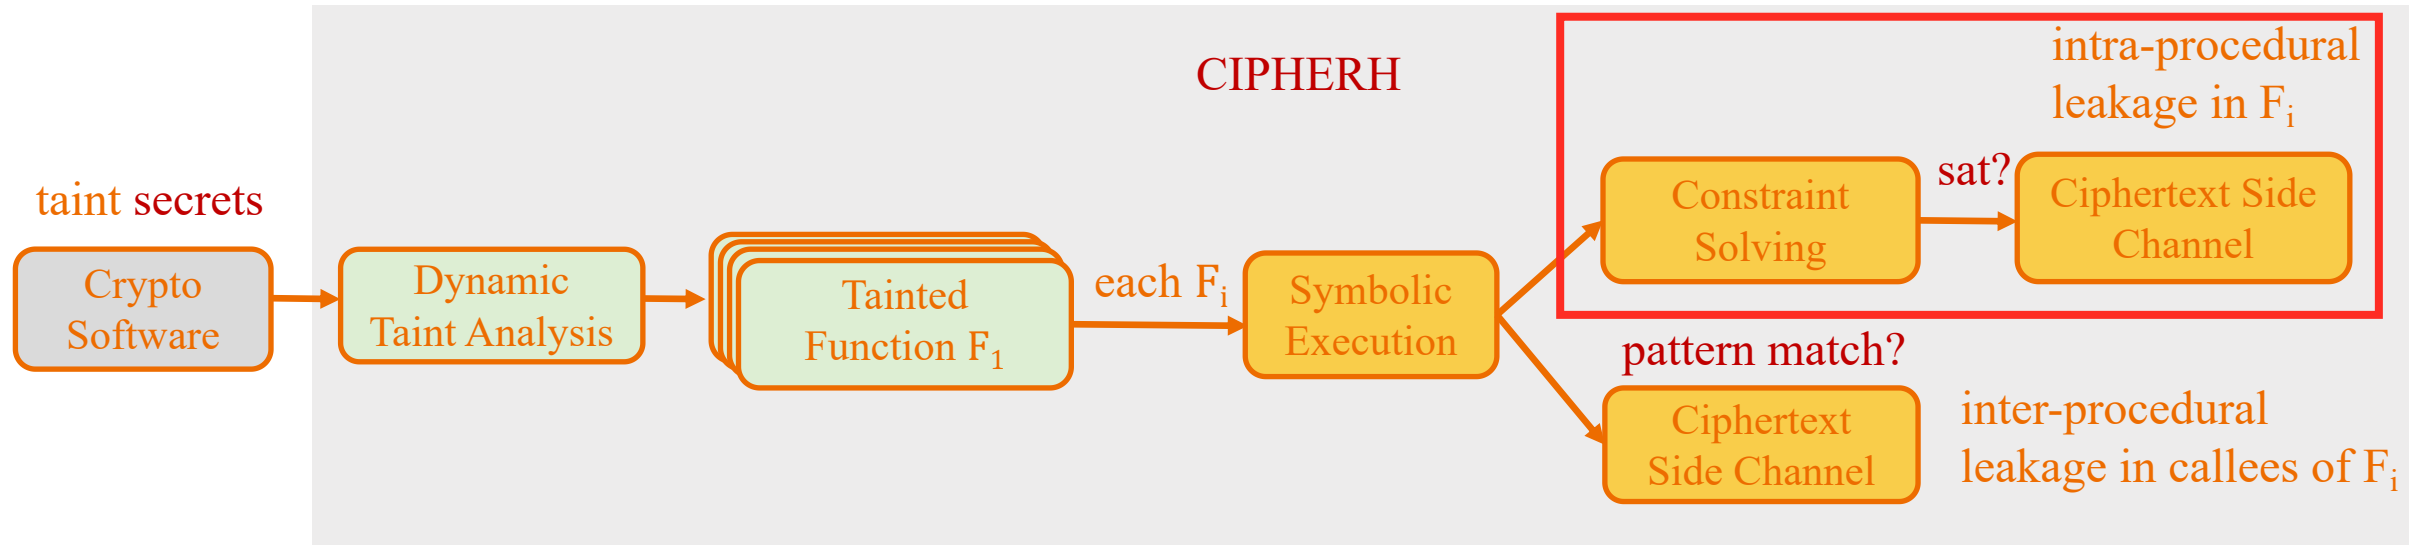 CIPHERH
taint secrets
Crypto
Software
Dynamic
Taint Analysis
Tainted
Function F₁
each Fᵢ
Symbolic
Execution
intra-procedural
leakage in Fᵢ
Constraint
Solving
sat?
Ciphertext Side
Channel
pattern match?
Ciphertext
Side Channel
inter-procedural
leakage in callees of Fᵢ